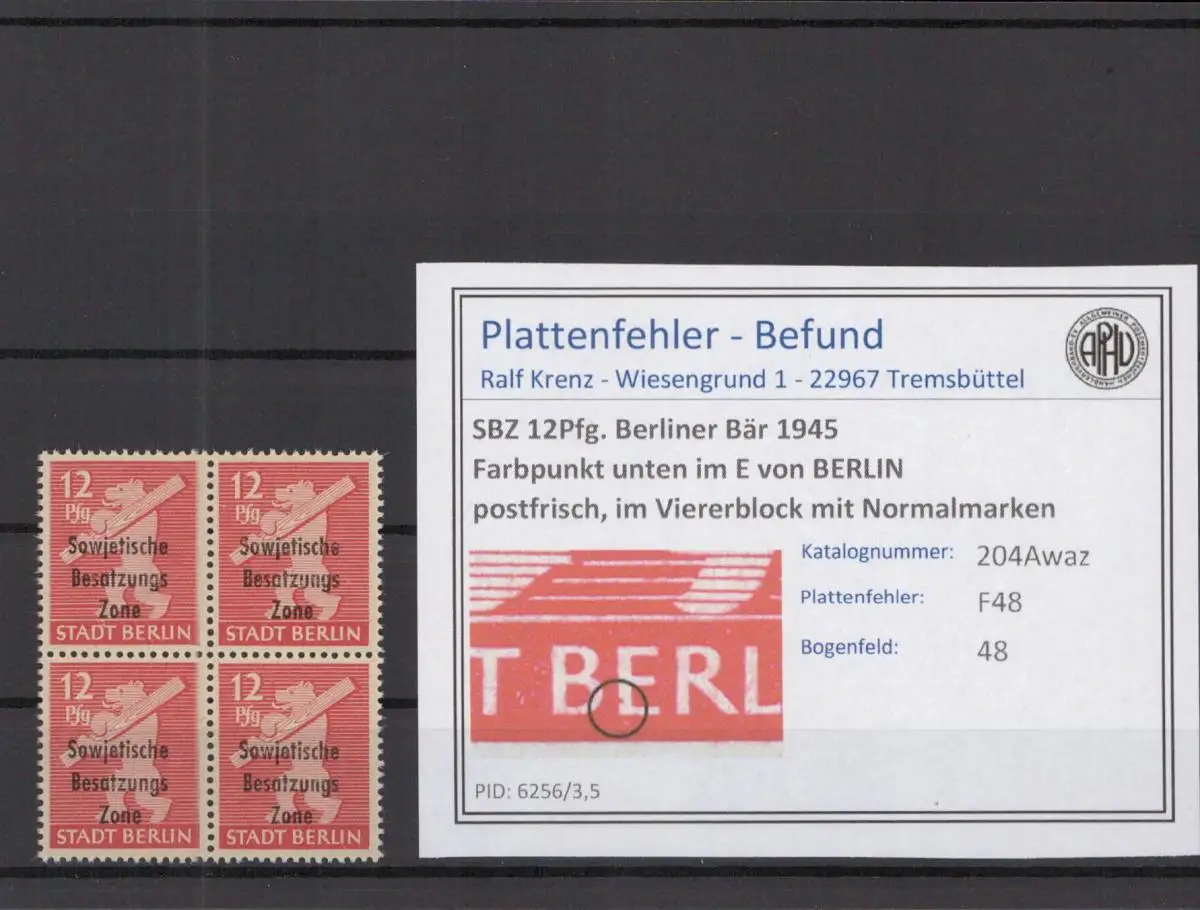 12
Pfg
Sowjetische
Besatzungs
Zone
STADT BERLIN
12
Pfg
Sowjetische
Besatzungs
Zone
STADT BERLIN
12
Pfg
Sowjetische
Besatzungs
Zone
STADT BERLIN
12
Pfg
Sowjetische
Besatzungs
Zone
STADT BERLIN
Plattenfehler - Befund
Ralf Krenz - Wiesengrund 1 - 22967 Tremsbüttel
APHV
SBZ 12Pfg. Berliner Bär 1945
Farbpunkt unten im E von BERLIN
postfrisch, im Viererblock mit Normalmarken
T BERL
Katalognummer: 204Awaz
Plattenfehler: F48
Bogenfeld: 48
PID: 6256/3,5